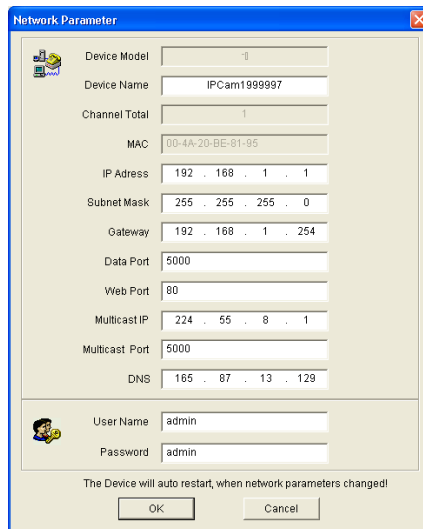 Network Parameter
Device Model
Device Name IPCam1999997
Channel Total 1
MAC 00-4A-20-BE-81-95
IP Adress 192 . 168 . 1 . 1
Subnet Mask 255 . 255 . 255 . 0
Gateway 192 . 168 . 1 . 254
Data Port 5000
Web Port 80
Multicast IP 224 . 55 . 8 . 1
Multicast Port 5000
DNS 165 . 87 . 13 . 129
User Name admin
Password admin
The Device will auto restart, when network parameters changed!
OK Cancel